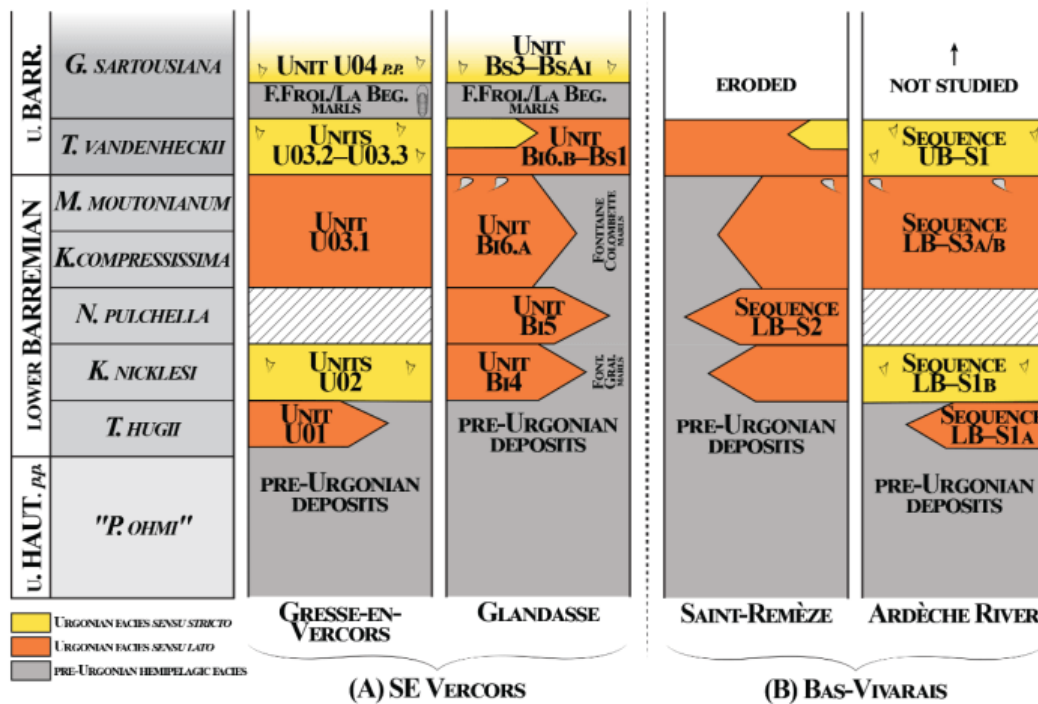 U. BARR.
LOWER BARREMIAN
U. HAUT. pp.
G. SARTOUSIANA
T. VANDENHECKII
M. MOUTONIANUM
K. COMPRESSISSIMA
N. PULCHELLA
K. NICKLESI
T. HUGII
"P. OHMI"
UNIT U04 P.P.
F.FROI./LA BEG.
MARLS
UNITS
U03.2–U03.3
UNIT
U03.1
UNITS
U02
UNIT
U01
PRE-URGONIAN
DEPOSITS
UNIT
BS3–BSAI
F.FROI./LA BEG.
MARLS
UNIT
BI6.B–BS1
UNIT
BI6.A
FONTIAINE
COLOMBETTE
MARLS
UNIT
BI5
UNIT
BI4
FONT.
GRAL
MARLS
PRE-URGONIAN
DEPOSITS
ERODED
SEQUENCE
LB–S2
PRE-URGONIAN
DEPOSITS
NOT STUDIED
SEQUENCE
UB–S1
SEQUENCE
LB–S3A/B
SEQUENCE
LB–S1B
SEQUENCE
LB–S1A
PRE-URGONIAN
DEPOSITS
GRESSE-EN-
VERCORS
GLANDASSE
SAINT-REMÈZE
ARDÈCHE RIVER
(A) SE VERCORS
(B) BAS-VIVARAIS
URGONIAN FACIES SENSU STRICTO
URGONIAN FACIES SENSU LATO
PRE-URGONIAN HEMIPELAGIC FACIES